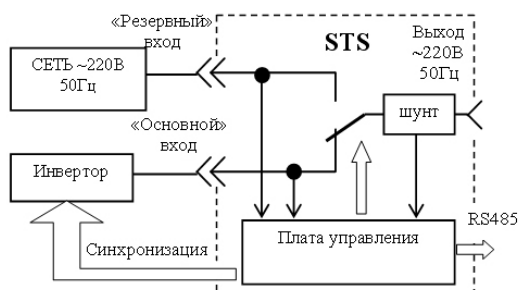 «Резервный»
вход
STS
Выход
~220В
50Гц
СЕТЬ ~220В
50Гц
шунт
«Основной»
вход
Инвертор
RS485
Плата управления
Синхронизация